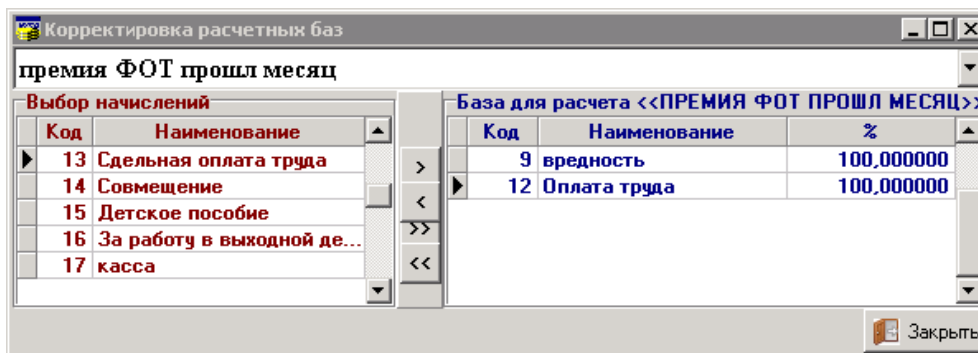 Корректировка расчетных баз
премия ФОТ прошл месяц
Выбор начислений
Код Наименование
13 Сдельная оплата труда
14 Совмещение
15 Детское пособие
16 За работу в выходной де...
17 касса
>
<
>>
<<
База для расчета <<ПРЕМИЯ ФОТ ПРОШЛ МЕСЯЦ>>
Код Наименование %
9 вредность 100,000000
12 Оплата труда 100,000000
Закрыть